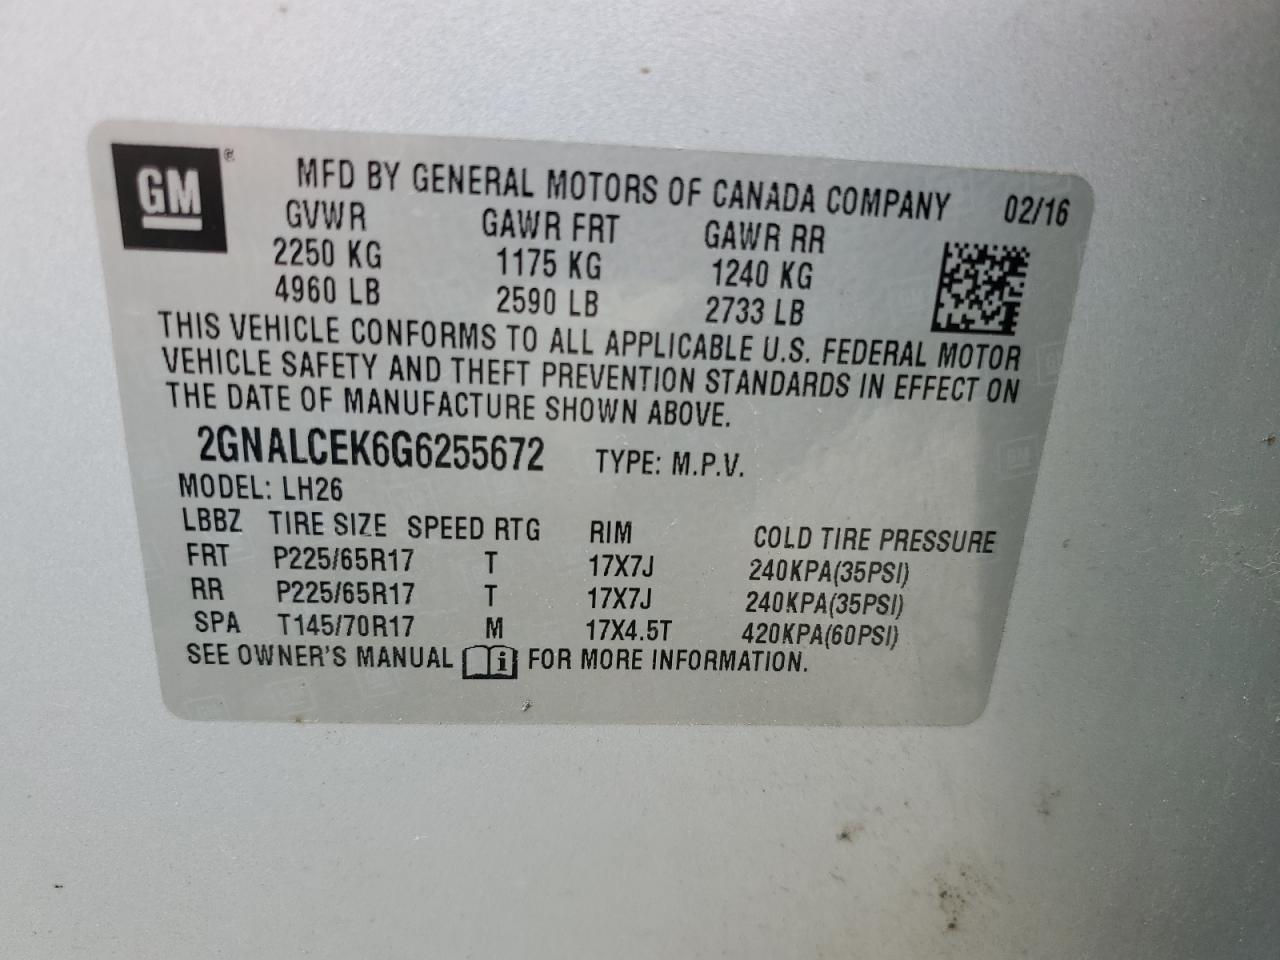 GM ®
MFD BY GENERAL MOTORS OF CANADA COMPANY 02/16
GVWR GAWR FRT GAWR RR
2250 KG 1175 KG 1240 KG
4960 LB 2590 LB 2733 LB
THIS VEHICLE CONFORMS TO ALL APPLICABLE U.S. FEDERAL MOTOR
VEHICLE SAFETY AND THEFT PREVENTION STANDARDS IN EFFECT ON
THE DATE OF MANUFACTURE SHOWN ABOVE.
2GNALCEK6G6255672 TYPE: M.P.V.
MODEL: LH26
LBBZ TIRE SIZE SPEED RTG RIM COLD TIRE PRESSURE
FRT P225/65R17 T 17X7J 240KPA(35PSI)
RR P225/65R17 T 17X7J 240KPA(35PSI)
SPA T145/70R17 M 17X4.5T 420KPA(60PSI)
SEE OWNER'S MANUAL i FOR MORE INFORMATION.